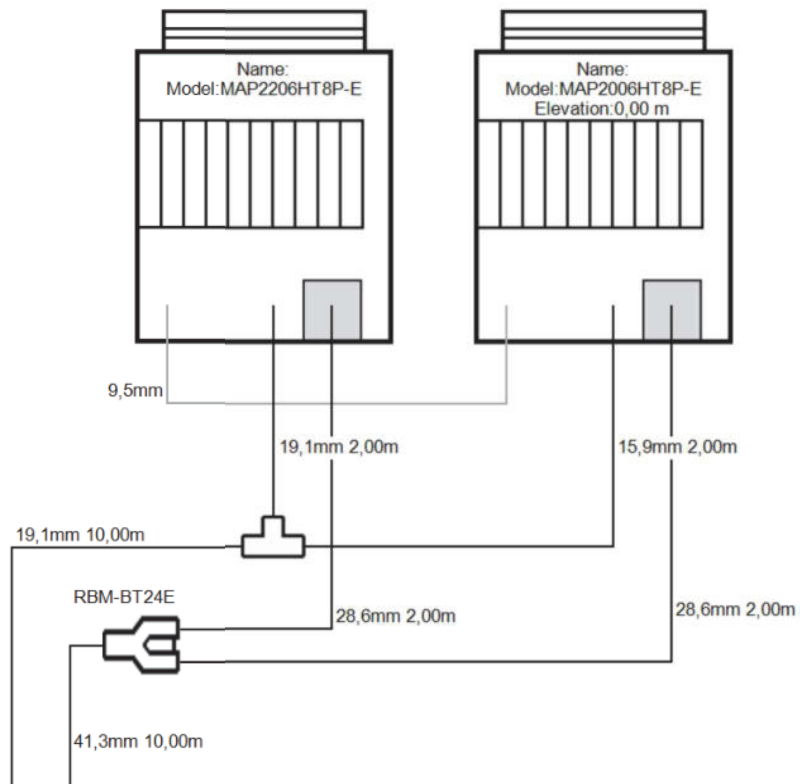 Name:
Model:MAP2206HT8P-E
Name:
Model:MAP2006HT8P-E
Elevation:0,00 m
9,5mm
19,1mm 2,00m
15,9mm 2,00m
19,1mm 10,00m
RBM-BT24E
28,6mm 2,00m
28,6mm 2,00m
41,3mm 10,00m